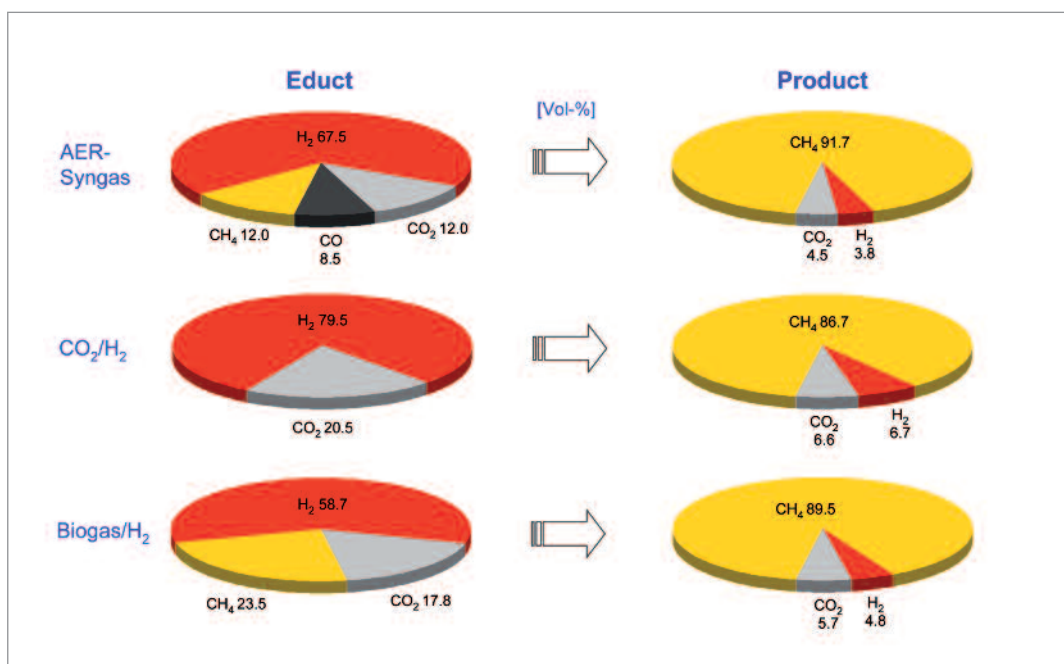 Educt
Product
[Vol-%]
AER-
Syngas
H₂ 67.5
CH₄ 12.0
CO
8.5
CO₂ 12.0
CH₄ 91.7
CO₂
4.5
H₂
3.8
CO₂/H₂
H₂ 79.5
CO₂ 20.5
CH₄ 86.7
CO₂
6.6
H₂
6.7
Biogas/H₂
H₂ 58.7
CH₄ 23.5
CO₂ 17.8
CH₄ 89.5
CO₂
5.7
H₂
4.8